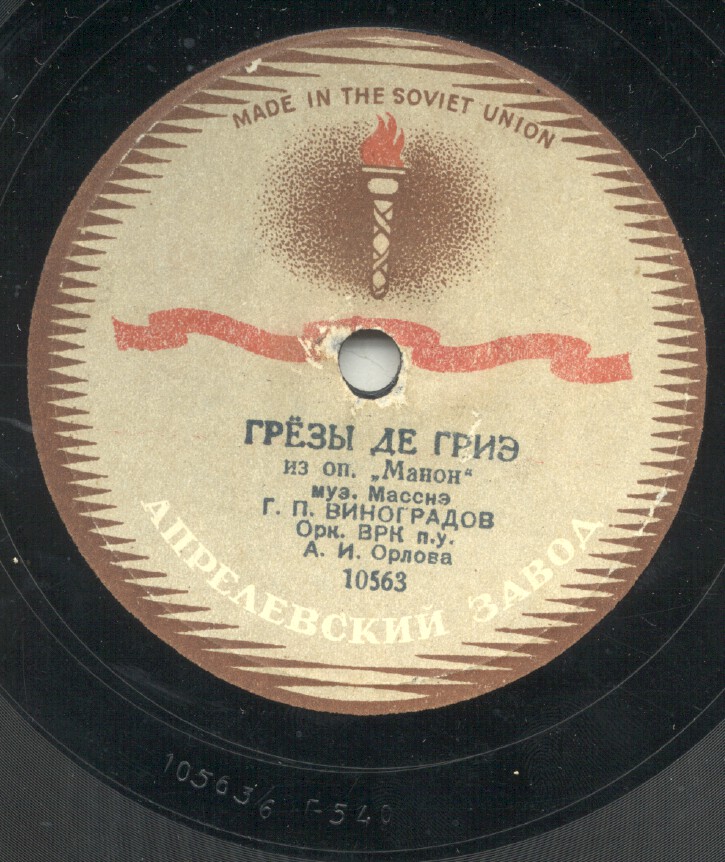 MADE IN THE SOVIET UNION
ГРЁЗЫ ДЕ ГРИЭ
из оп. „Манон“
муз. Масснэ
Г. П. ВИНОГРАДОВ
Орк. ВРК п.у.
А. И. Орлова
10563
АПРЕЛЕВСКИЙ ЗАВОД
10563/6 Г-540